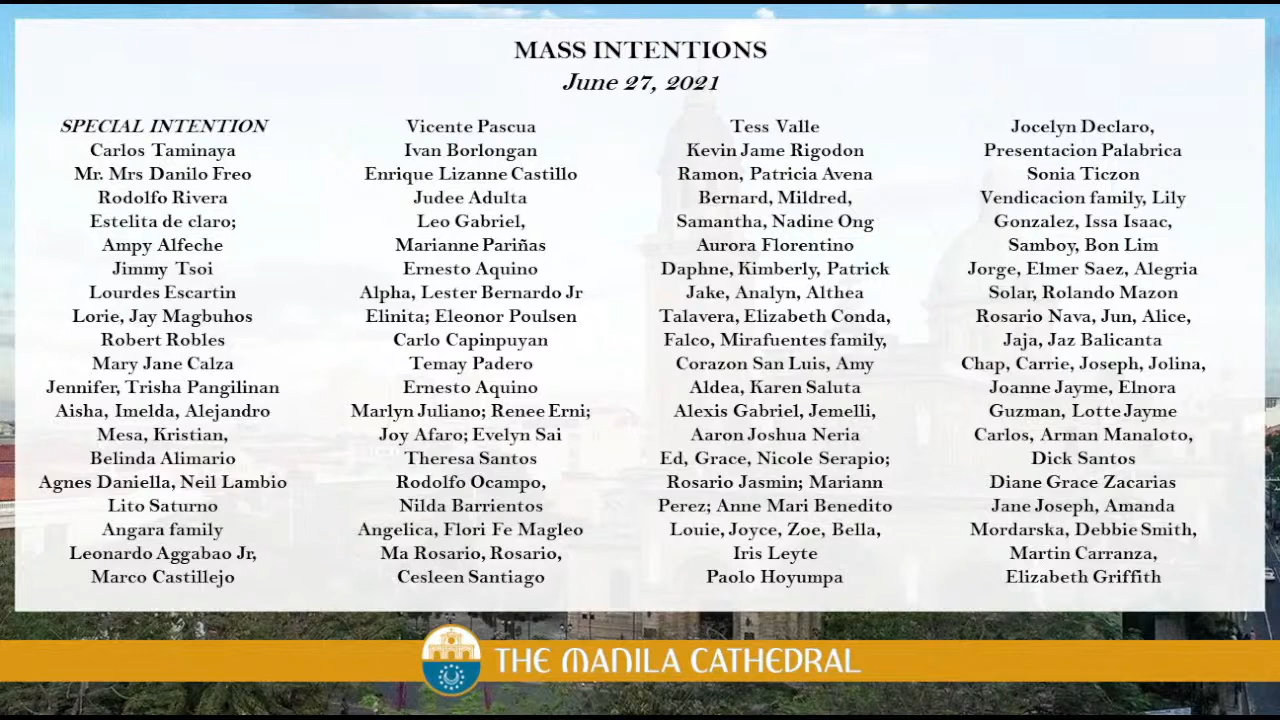 MASS INTENTIONS
June 27, 2021
SPECIAL INTENTION
Carlos Taminaya
Mr. Mrs Danilo Freo
Rodolfo Rivera
Estelita de claro;
Ampy Alfeche
Jimmy Tsoi
Lourdes Escartin
Lorie, Jay Magbuhos
Robert Robles
Mary Jane Calza
Jennifer, Trisha Pangilinan
Aisha, Imelda, Alejandro
Mesa, Kristian,
Belinda Alimario
Agnes Daniella, Neil Lambio
Lito Saturno
Angara family
Leonardo Aggabao Jr,
Marco Castillejo
Vicente Pascua
Ivan Borlongan
Enrique Lizanne Castillo
Judee Adulta
Leo Gabriel,
Marianne Pariñas
Ernesto Aquino
Alpha, Lester Bernardo Jr
Elinita; Eleonor Poulsen
Carlo Capinpuyan
Temay Padero
Ernesto Aquino
Marlyn Juliano; Renee Erni;
Joy Afaro; Evelyn Sai
Theresa Santos
Rodolfo Ocampo,
Nilda Barrientos
Angelica, Flori Fe Magleo
Ma Rosario, Rosario,
Cesleen Santiago
Tess Valle
Kevin Jame Rigodon
Ramon, Patricia Avena
Bernard, Mildred,
Samantha, Nadine Ong
Aurora Florentino
Daphne, Kimberly, Patrick
Jake, Analyn, Althea
Talavera, Elizabeth Conda,
Falco, Mirafuentes family,
Corazon San Luis, Amy
Aldea, Karen Saluta
Alexis Gabriel, Jemelli,
Aaron Joshua Neria
Ed, Grace, Nicole Serapio;
Rosario Jasmin; Mariann
Perez; Anne Mari Benedito
Louie, Joyce, Zoe, Bella,
Iris Leyte
Paolo Hoyumpa
Jocelyn Declaro,
Presentacion Palabrica
Sonia Ticzon
Vendicacion family, Lily
Gonzalez, Issa Isaac,
Samboy, Bon Lim
Jorge, Elmer Saez, Alegria
Solar, Rolando Mazon
Rosario Nava, Jun, Alice,
Jaja, Jaz Balicanta
Chap, Carrie, Joseph, Jolina,
Joanne Jayme, Elnora
Guzman, Lotte Jayme
Carlos, Arman Manaloto,
Dick Santos
Diane Grace Zacarias
Jane Joseph, Amanda
Mordarska, Debbie Smith,
Martin Carranza,
Elizabeth Griffith
THE MANILA CATHEDRAL